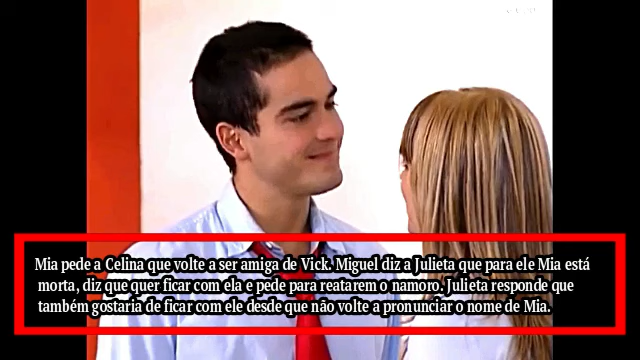 Mia pede a Celina que volte a ser amiga de Vick. Miguel diz a Julieta que para ele Mia está
morta, diz que quer ficar com ela e pede para reatarem o namoro. Julieta responde que
também gostaria de ficar com ele desde que não volte a pronunciar o nome de Mia.